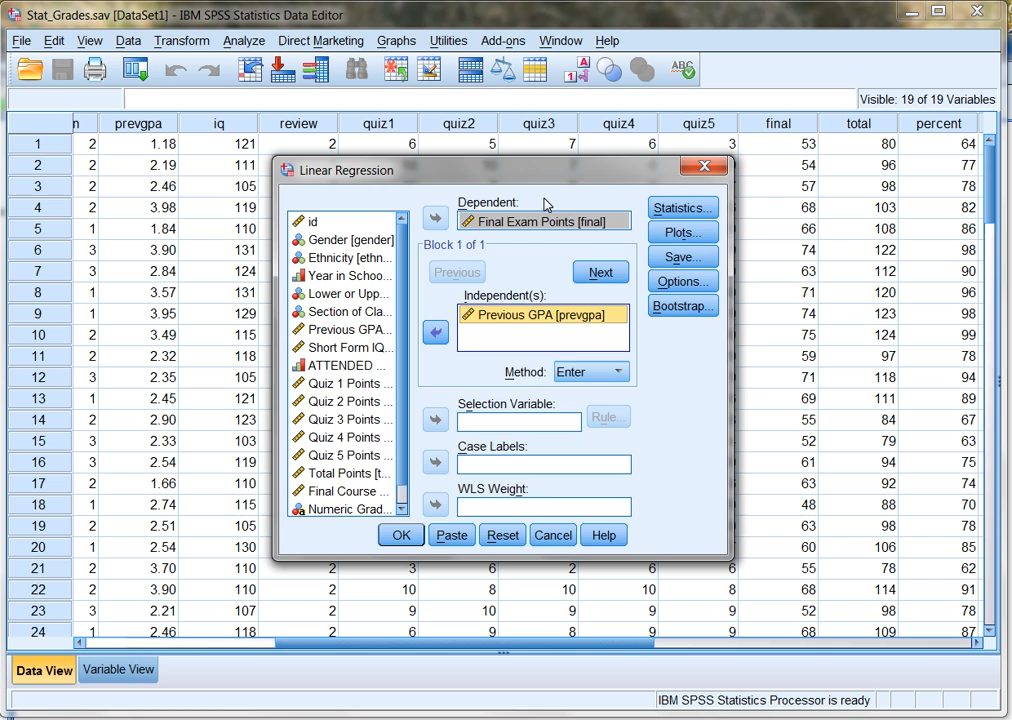 Stat_Grades.sav [DataSet1] - IBM SPSS Statistics Data Editor
File Edit View Data Transform Analyze Direct Marketing Graphs Utilities Add-ons Window Help
Visible: 19 of 19 Variables
n prevgpa iq review quiz1 quiz2 quiz3 quiz4 quiz5 final total percent
1 2 1.18 121 2 6 5 7 6 3 53 80 64
2 2 2.19 111 54 96 77
3 2 2.46 105 57 98 78
4 2 3.98 119 68 103 82
5 1 1.84 110 66 108 86
6 3 3.90 131 74 122 98
7 3 2.84 124 63 112 90
8 1 3.57 131 71 120 96
9 1 3.95 129 74 123 98
10 2 3.49 115 75 124 99
11 2 2.32 118 59 97 78
12 3 2.35 105 71 118 94
13 1 2.45 121 69 111 89
14 2 2.90 123 55 84 67
15 3 2.33 103 52 79 63
16 3 2.54 119 61 94 75
17 2 1.66 110 63 92 74
18 1 2.74 115 48 88 70
19 2 2.51 105 63 98 78
20 1 2.54 130 60 106 85
21 2 3.70 110 2 3 6 2 6 6 55 78 62
22 2 3.90 110 2 10 8 10 10 8 68 114 91
23 3 2.21 107 2 9 10 9 9 9 52 98 78
24 1 2.46 118 2 6 9 8 9 9 68 109 87
Linear Regression
id
Gender [gender]
Ethnicity [ethn...
Year in Schoo...
Lower or Upp...
Section of Cla...
Previous GPA...
Short Form IQ...
ATTENDED ...
Quiz 1 Points ...
Quiz 2 Points ...
Quiz 3 Points ...
Quiz 4 Points ...
Quiz 5 Points ...
Total Points [t...
Final Course ...
Numeric Grad...
Dependent:
Final Exam Points [final]
Block 1 of 1
Previous Next
Independent(s):
Previous GPA [prevgpa]
Method: Enter
Selection Variable:
Rule...
Case Labels:
WLS Weight:
Statistics...
Plots...
Save...
Options...
Bootstrap...
OK Paste Reset Cancel Help
Data View Variable View
IBM SPSS Statistics Processor is ready